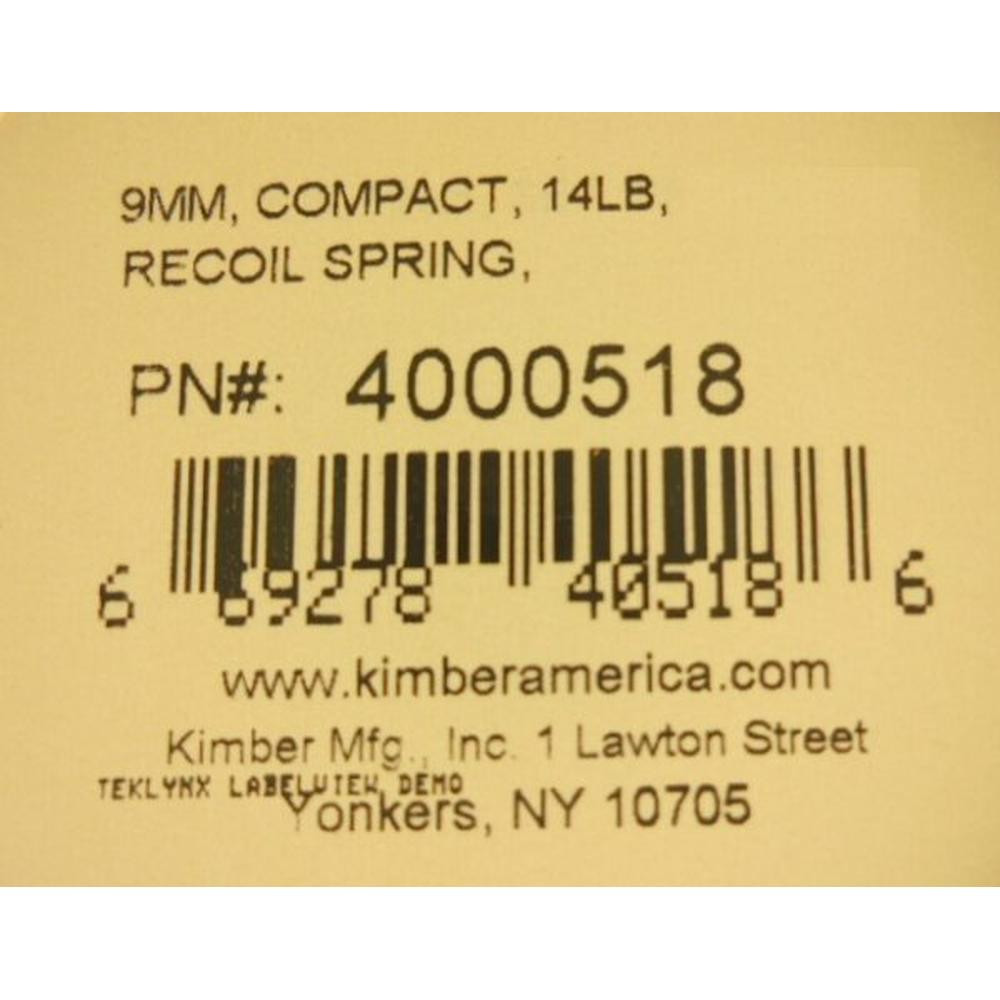 9MM, COMPACT, 14LB,
RECOIL SPRING,
PN#: 4000518
6 69278 40518 6
www.kimberamerica.com
Kimber Mfg., Inc. 1 Lawton Street
TEKLYNX LABELVIEW DEMO
Yonkers, NY 10705